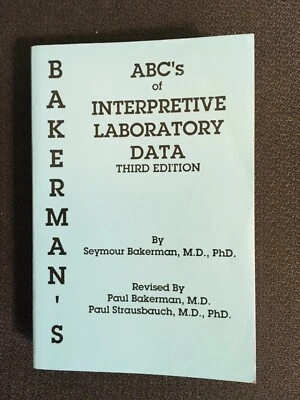 BAKERMAN'S
ABC's
of
INTERPRETIVE
LABORATORY
DATA
THIRD EDITION
By
Seymour Bakerman, M.D., PhD.
Revised By
Paul Bakerman, M.D.
Paul Strausbauch, M.D., PhD.